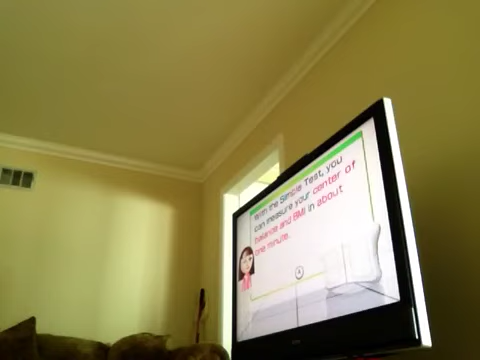 With the Simple Test, you
can measure your center of
balance and BMI in about
one minute.
A